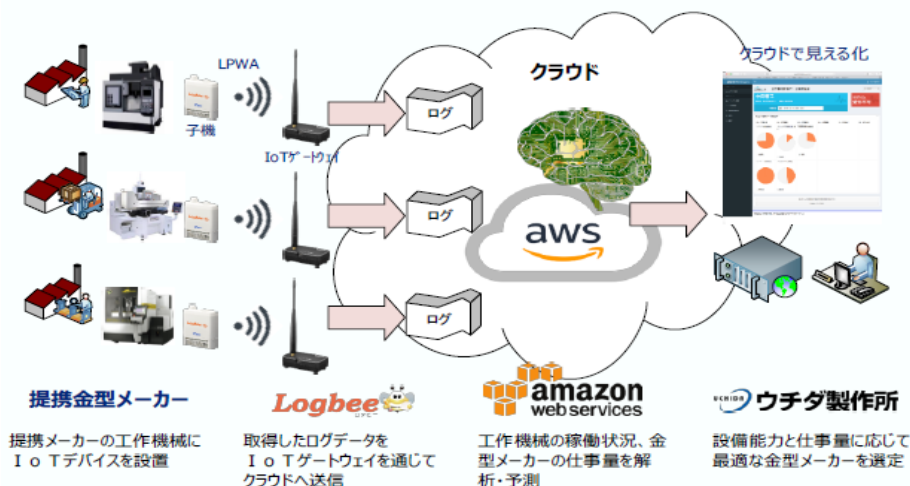 LPWA
子機
IoTゲートウェイ
ログ
ログ
ログ
クラウド
aws
クラウドで見える化
提携金型メーカー
提携メーカーの工作機械に
ＩｏＴデバイスを設置
Logbee
ログビー
取得したログデータを
ＩｏＴゲートウェイを通じて
クラウドへ送信
amazon
web services
工作機械の稼働状況、金
型メーカーの仕事量を解
析・予測
UCHIDA
ウチダ製作所
設備能力と仕事量に応じて
最適な金型メーカーを選定